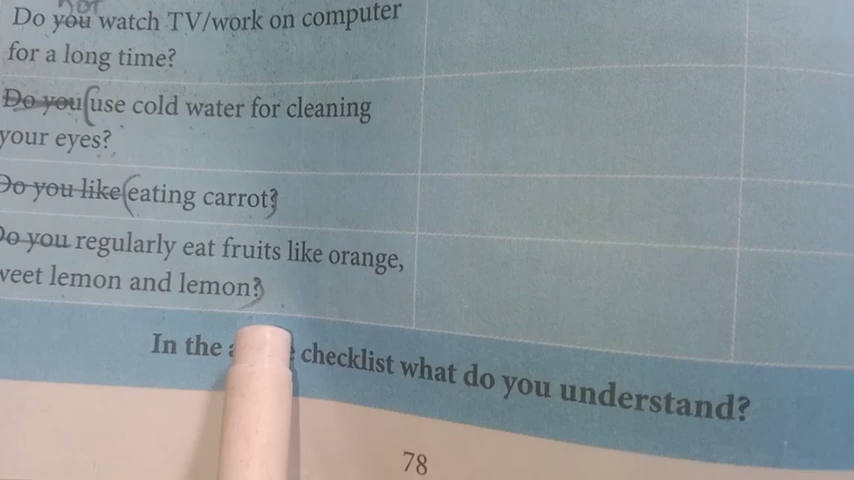 not
Do you watch TV/work on computer
for a long time?
Do you use cold water for cleaning
your eyes?
Do you like eating carrot?
Do you regularly eat fruits like orange,
weet lemon and lemon?
In the checklist what do you understand?
78